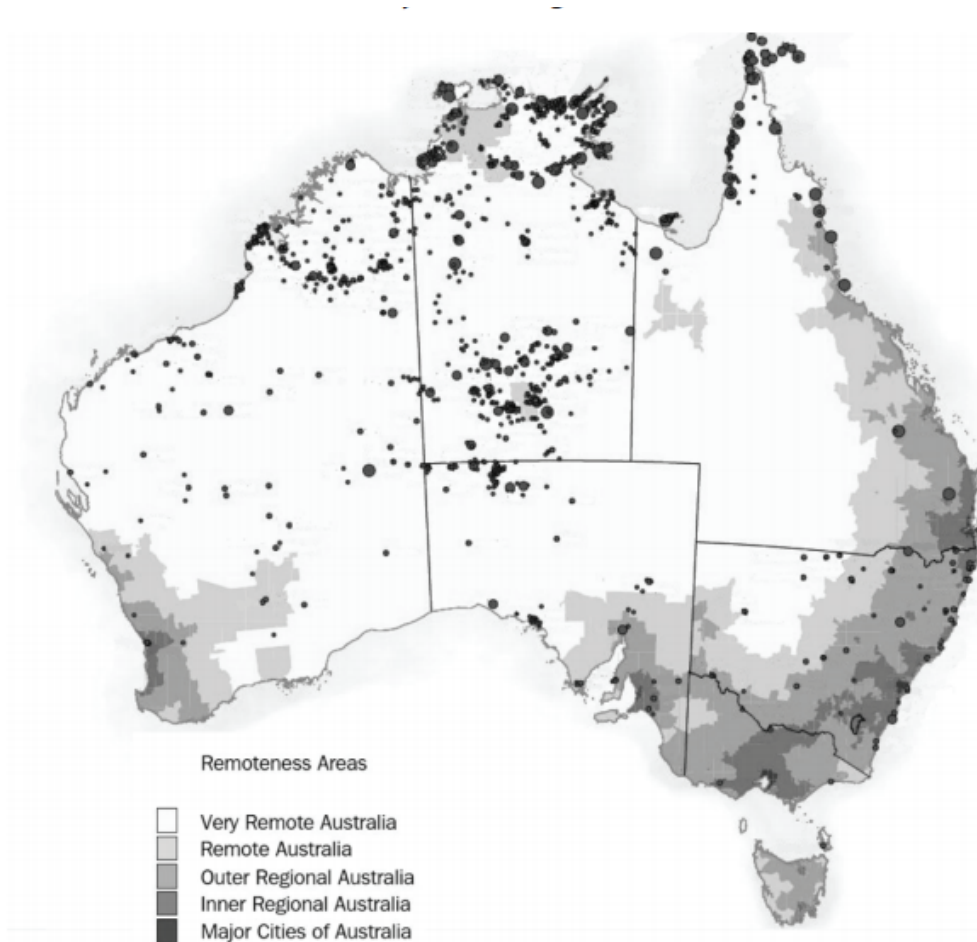 Remoteness Areas
Very Remote Australia
Remote Australia
Outer Regional Australia
Inner Regional Australia
Major Cities of Australia